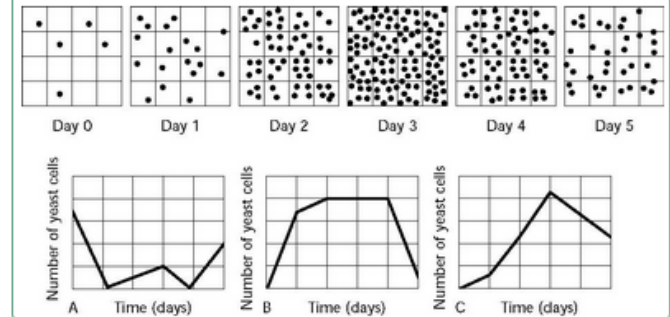 Day 0 Day 1 Day 2 Day 3 Day 4 Day 5
Number of yeast cells
A Time (days)
Number of yeast cells
B Time (days)
Number of yeast cells
C Time (days)